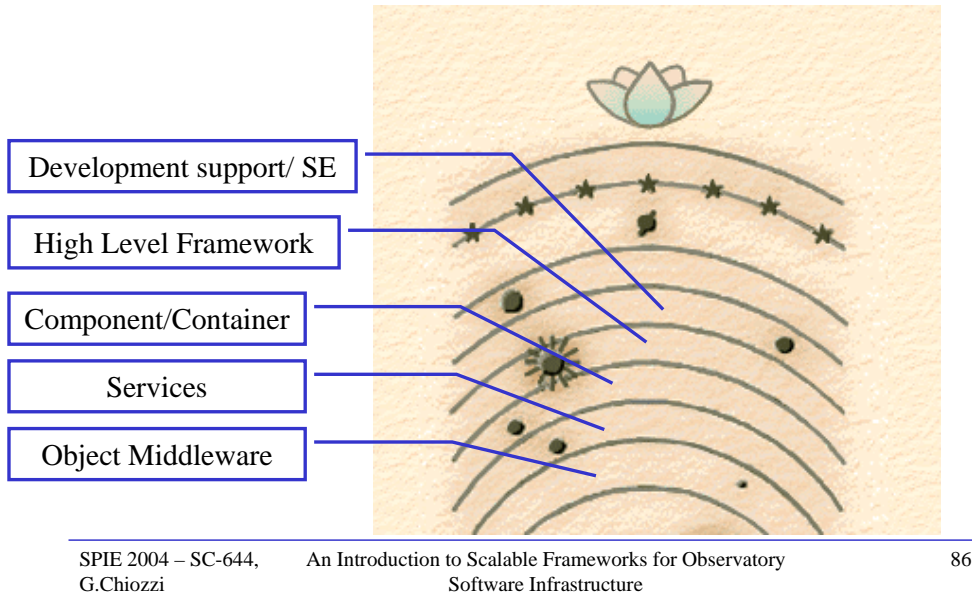 Development support/ SE
High Level Framework
Component/Container
Services
Object Middleware
SPIE 2004 – SC-644,
G.Chiozzi
An Introduction to Scalable Frameworks for Observatory
Software Infrastructure
86